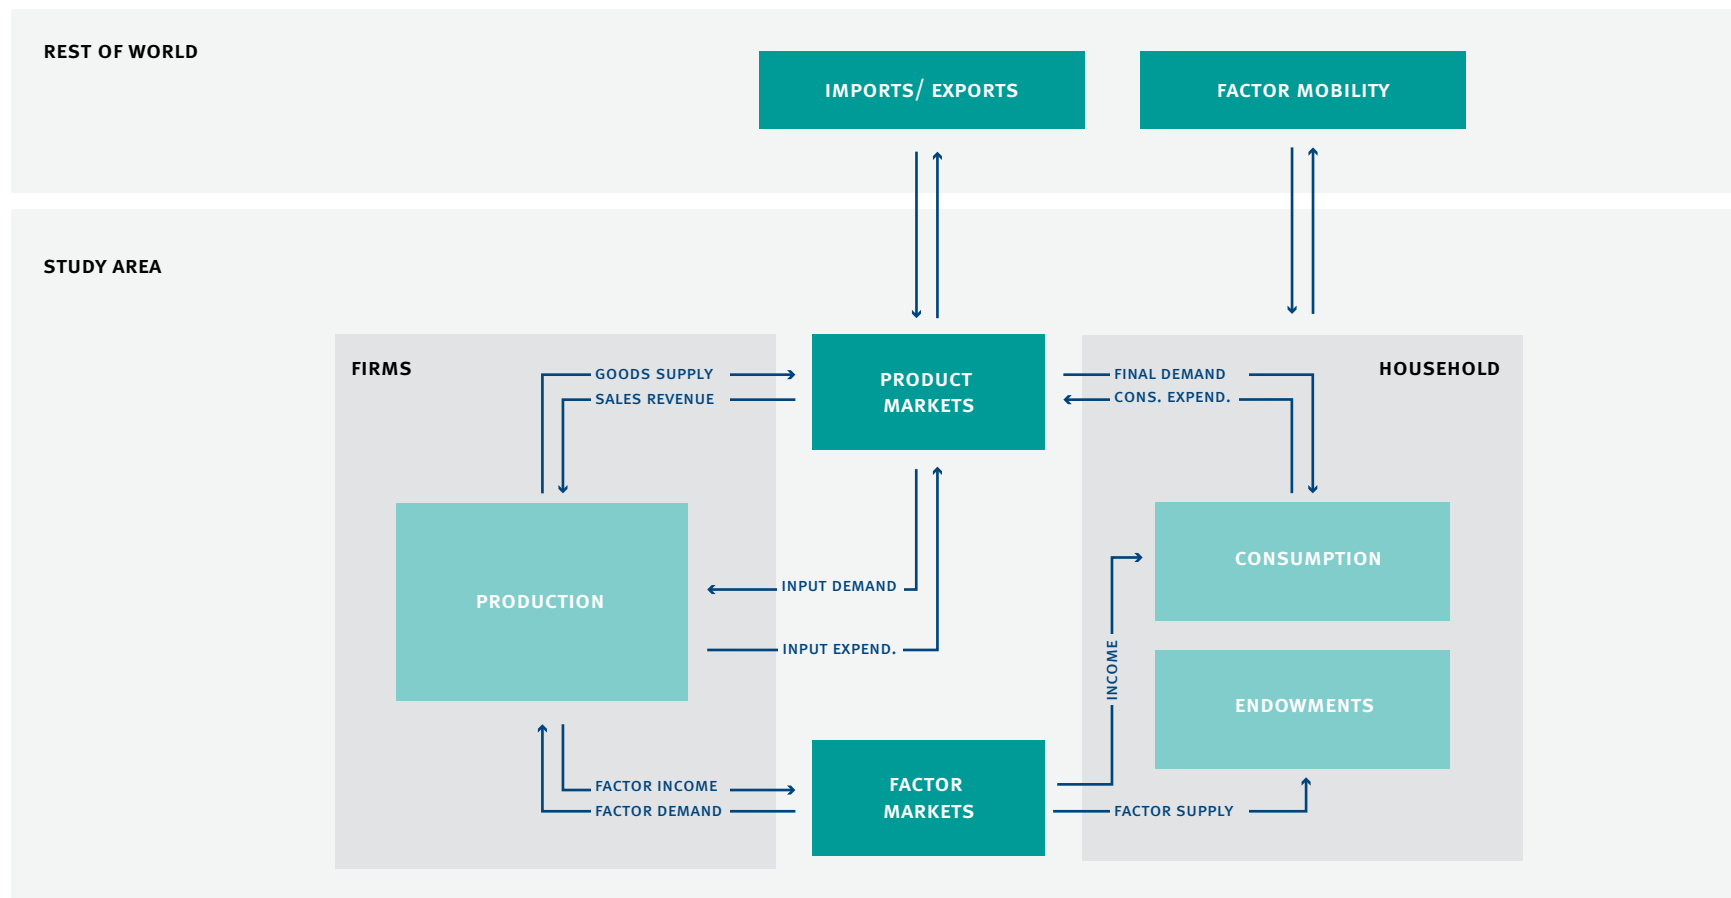 REST OF WORLD
IMPORTS/ EXPORTS
FACTOR MOBILITY
STUDY AREA
FIRMS
GOODS SUPPLY
SALES REVENUE
PRODUCT
MARKETS
FINAL DEMAND
CONS. EXPEND.
HOUSEHOLD
PRODUCTION
INPUT DEMAND
INPUT EXPEND.
CONSUMPTION
INCOME
ENDOWMENTS
FACTOR INCOME
FACTOR DEMAND
FACTOR
MARKETS
FACTOR SUPPLY